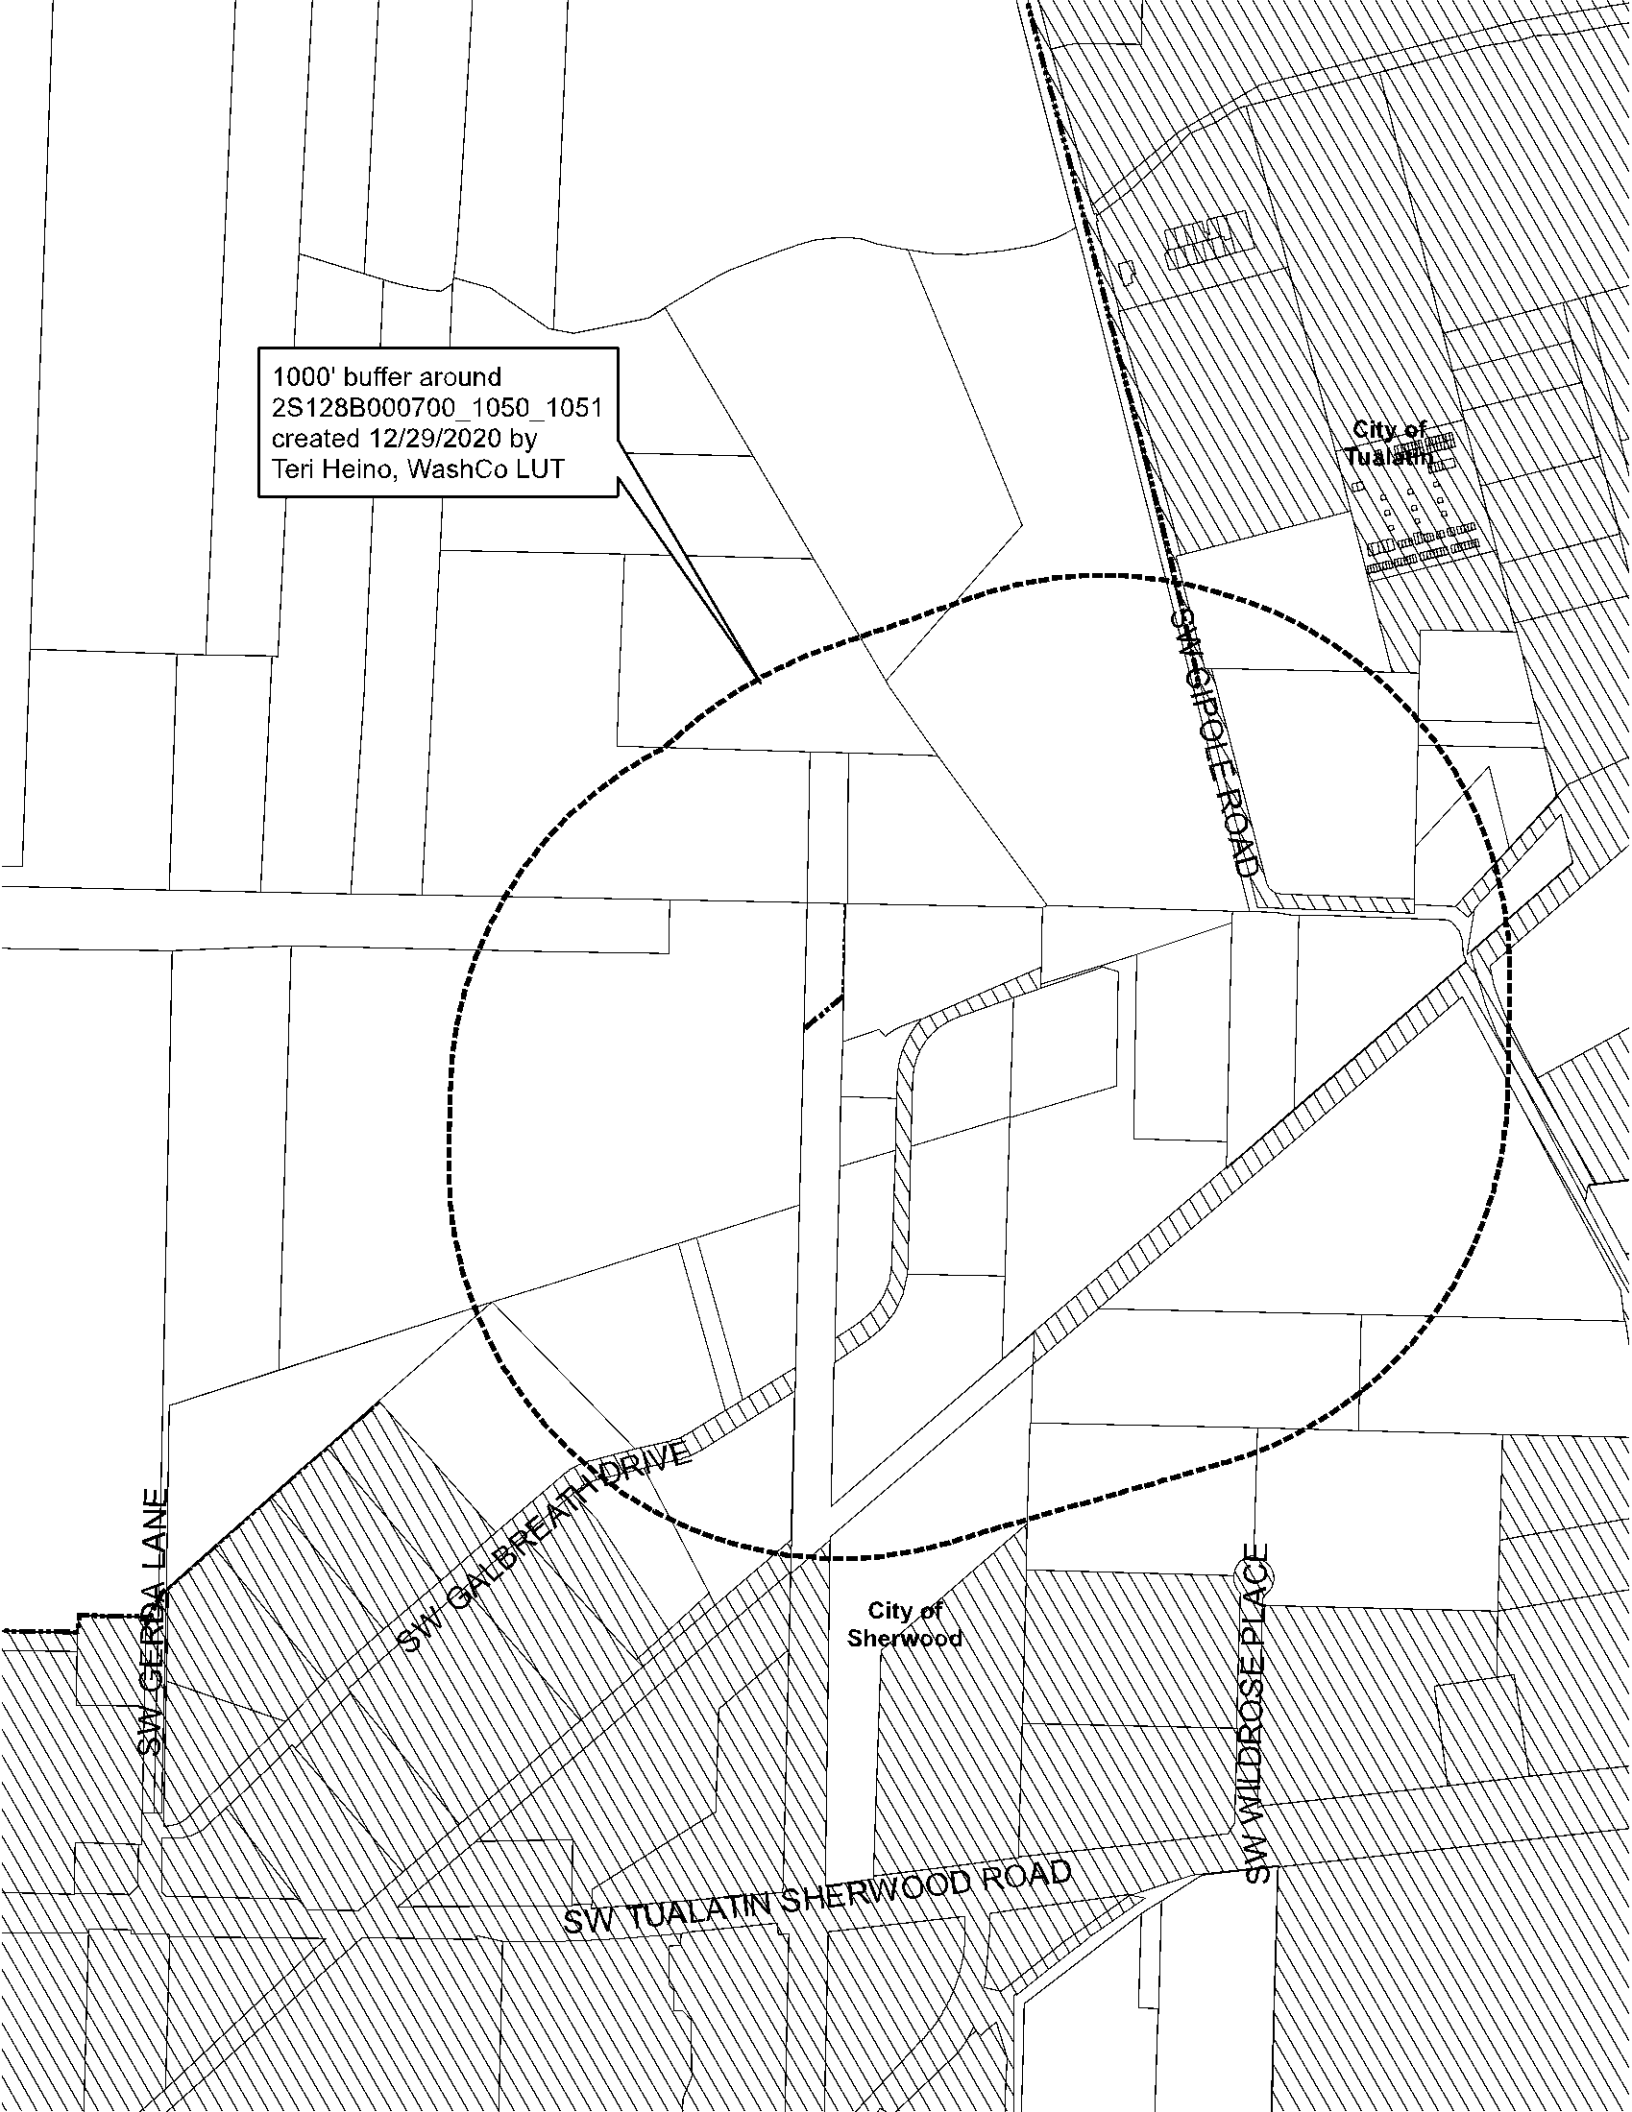 1000' buffer around
2S128B000700_1050_1051
created 12/29/2020 by
Teri Heino, WashCo LUT
City of
Tualatin
SW CIPOLE ROAD
SW GALBREATH DRIVE
SW GERDA LANE
City of
Sherwood
SW WILDROSE PLACE
SW TUALATIN SHERWOOD ROAD